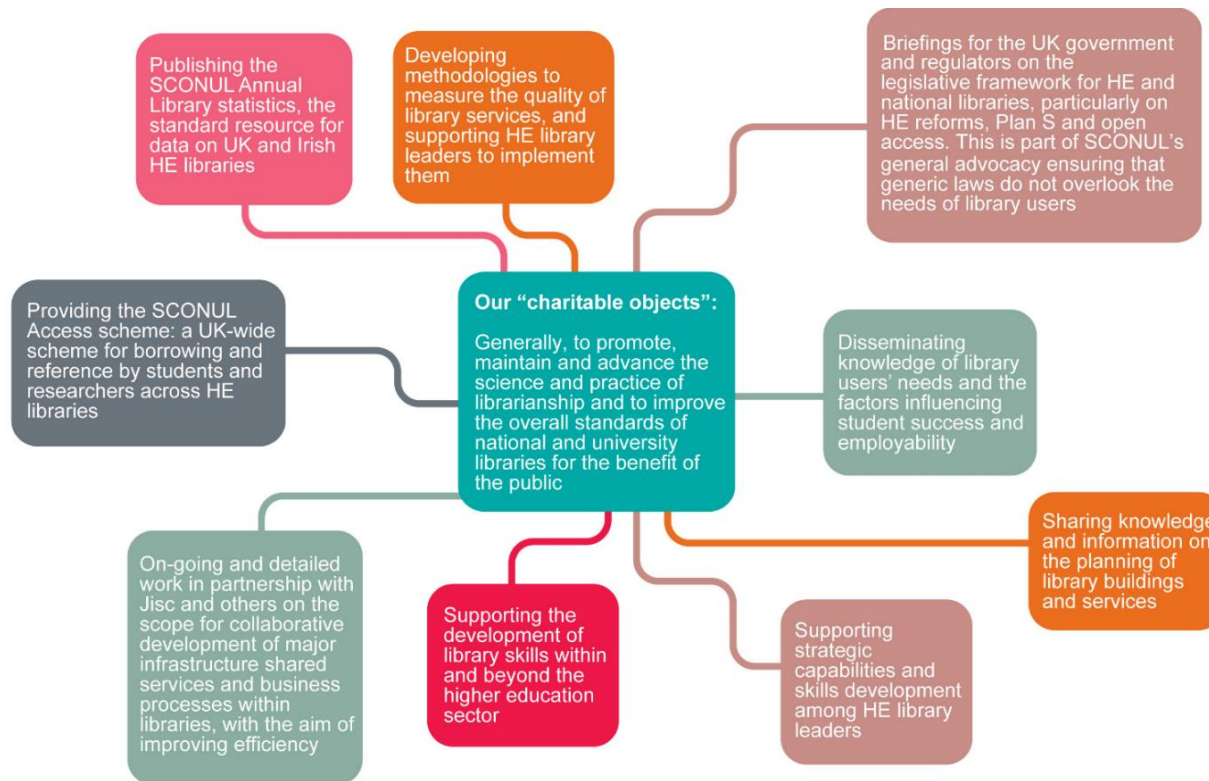 Publishing the
SCONUL Annual
Library statistics, the
standard resource for
data on UK and Irish
HE libraries
Developing
methodologies to
measure the quality of
library services, and
supporting HE library
leaders to implement
them
Briefings for the UK government
and regulators on the
legislative framework for HE and
national libraries, particularly on
HE reforms, Plan S and open
access. This is part of SCONUL’s
general advocacy ensuring that
generic laws do not overlook the
needs of library users
Providing the SCONUL
Access scheme: a UK-wide
scheme for borrowing and
reference by students and
researchers across HE
libraries
Our “charitable objects”:
Generally, to promote,
maintain and advance the
science and practice of
librarianship and to improve
the overall standards of
national and university
libraries for the benefit of
the public
Disseminating
knowledge of library
users’ needs and the
factors influencing
student success and
employability
On-going and detailed
work in partnership with
Jisc and others on the
scope for collaborative
development of major
infrastructure shared
services and business
processes within
libraries, with the aim of
improving efficiency
Supporting the
development of
library skills within
and beyond the
higher education
sector
Supporting
strategic
capabilities and
skills development
among HE library
leaders
Sharing knowledge
and information on
the planning of
library buildings
and services